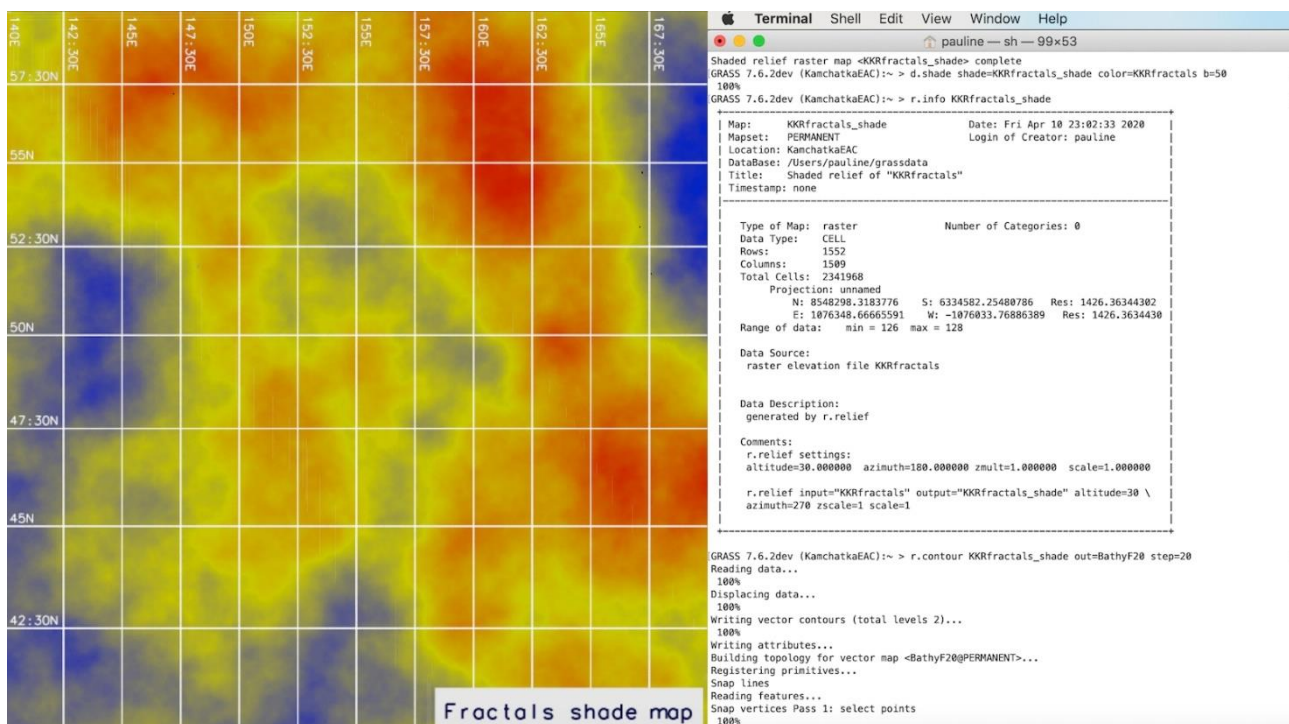 140E
142:30E
145E
147:30E
150E
152:30E
155E
157:30E
160E
162:30E
165E
167:30E
57:30N
55N
52:30N
50N
47:30N
45N
42:30N
Fractals shade map
Terminal Shell Edit View Window Help
pauline — sh — 99×53
Shaded relief raster map <KKRfractals_shade> complete
GRASS 7.6.2dev (KamchatkaEAC):~ > d.shade shade=KKRfractals_shade color=KKRfractals b=50
100%
GRASS 7.6.2dev (KamchatkaEAC):~ > r.info KKRfractals_shade
Map: KKRfractals_shade Date: Fri Apr 10 23:02:33 2020
Mapset: PERMANENT Login of Creator: pauline
Location: KamchatkaEAC
DataBase: /Users/pauline/grassdata
Title: Shaded relief of "KKRfractals"
Timestamp: none
Type of Map: raster Number of Categories: 0
Data Type: CELL
Rows: 1552
Columns: 1509
Total Cells: 2341968
Projection: unnamed
N: 8548298.3183776 S: 6334582.25480786 Res: 1426.36344302
E: 1076348.66665591 W: -1076033.76886389 Res: 1426.3634430
Range of data: min = 126 max = 128
Data Source:
raster elevation file KKRfractals
Data Description:
generated by r.relief
Comments:
r.relief settings:
altitude=30.000000 azimuth=180.000000 zmult=1.000000 scale=1.000000
r.relief input="KKRfractals" output="KKRfractals_shade" altitude=30 \
azimuth=270 zscale=1 scale=1
GRASS 7.6.2dev (KamchatkaEAC):~ > r.contour KKRfractals_shade out=BathyF20 step=20
Reading data...
100%
Displacing data...
100%
Writing vector contours (total levels 2)...
100%
Writing attributes...
Building topology for vector map <BathyF20@PERMANENT>...
Registering primitives...
Snap lines
Reading features...
Snap vertices Pass 1: select points
100%